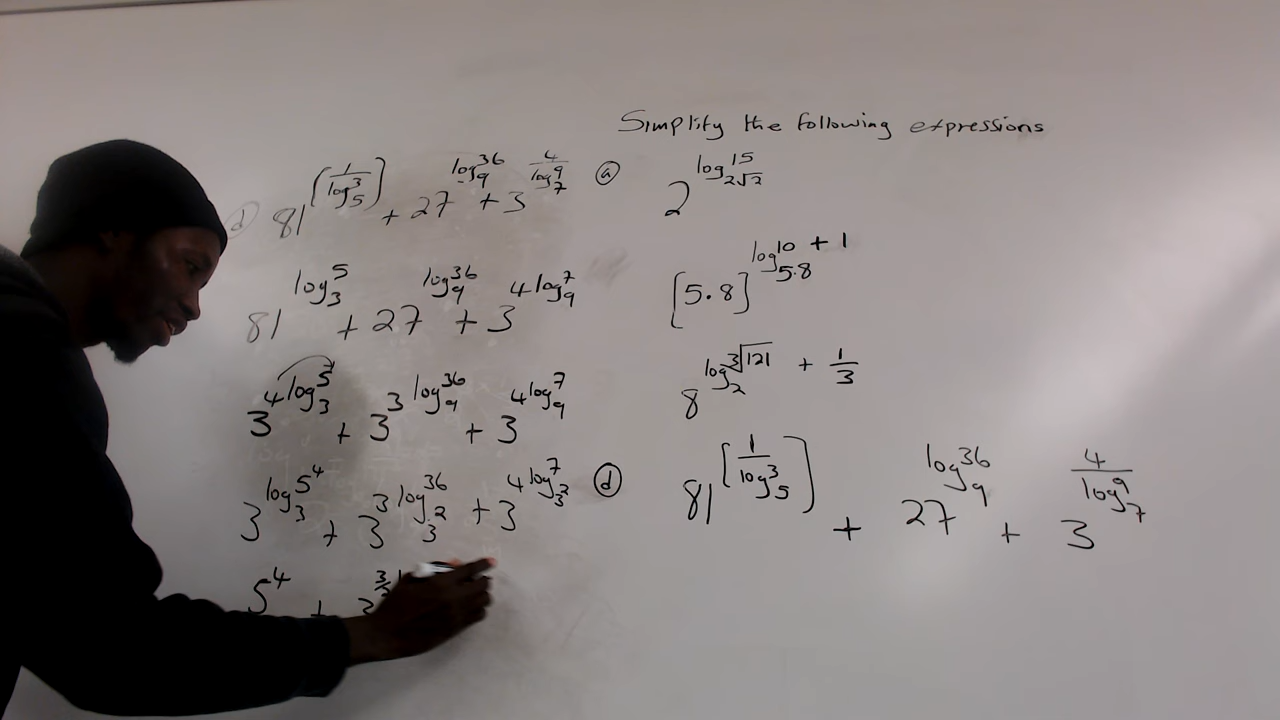 Simplify the following expressions
(a) 2^{log_{2√2} 15}
[5.8]^{log_{5.8} 10 + 1}
8^{log_2 ∛121 + 1/3}
(d) 81^{[1/log_5 3]} + 27^{log_9 36} + 3^{4/log_7 9}
(d) 81^{(1/log_5 3)} + 27^{log_9 36} + 3^{4/log_7 9}
81^{log_3 5} + 27^{log_9 36} + 3^{4 log_9 7}
3^{4 log_3 5} + 3^{3 log_9 36} + 3^{4 log_9 7}
3^{log_3 5^4} + 3^{3 log_{3^2} 36} + 3^{4 log_{3^2} 7}
5^4 + 3^{3/2